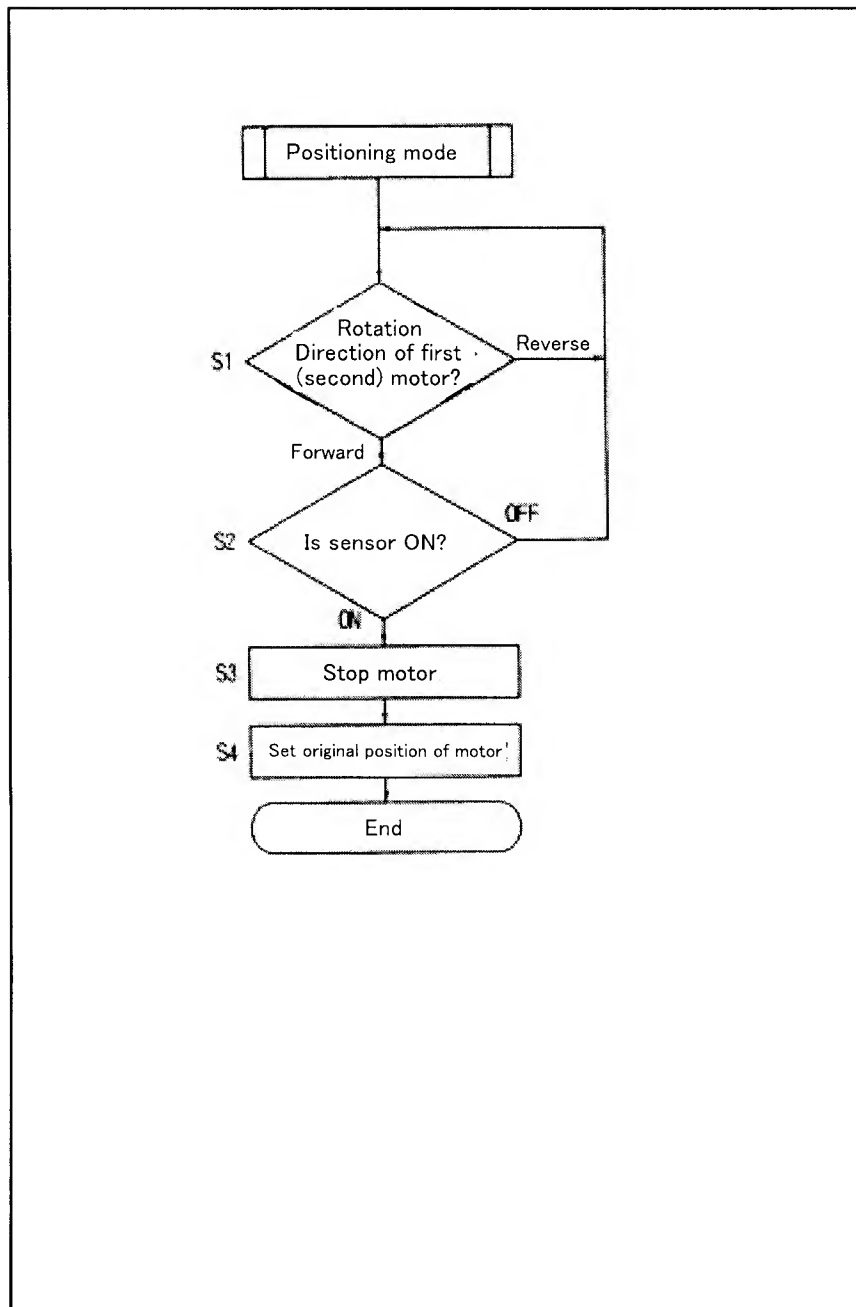 Positioning mode
Rotation
Direction of first
(second) motor?
Reverse
S1
Forward
OFF
S2
Is sensor ON?
ON
S3
Stop motor
S4
Set original position of motor
End